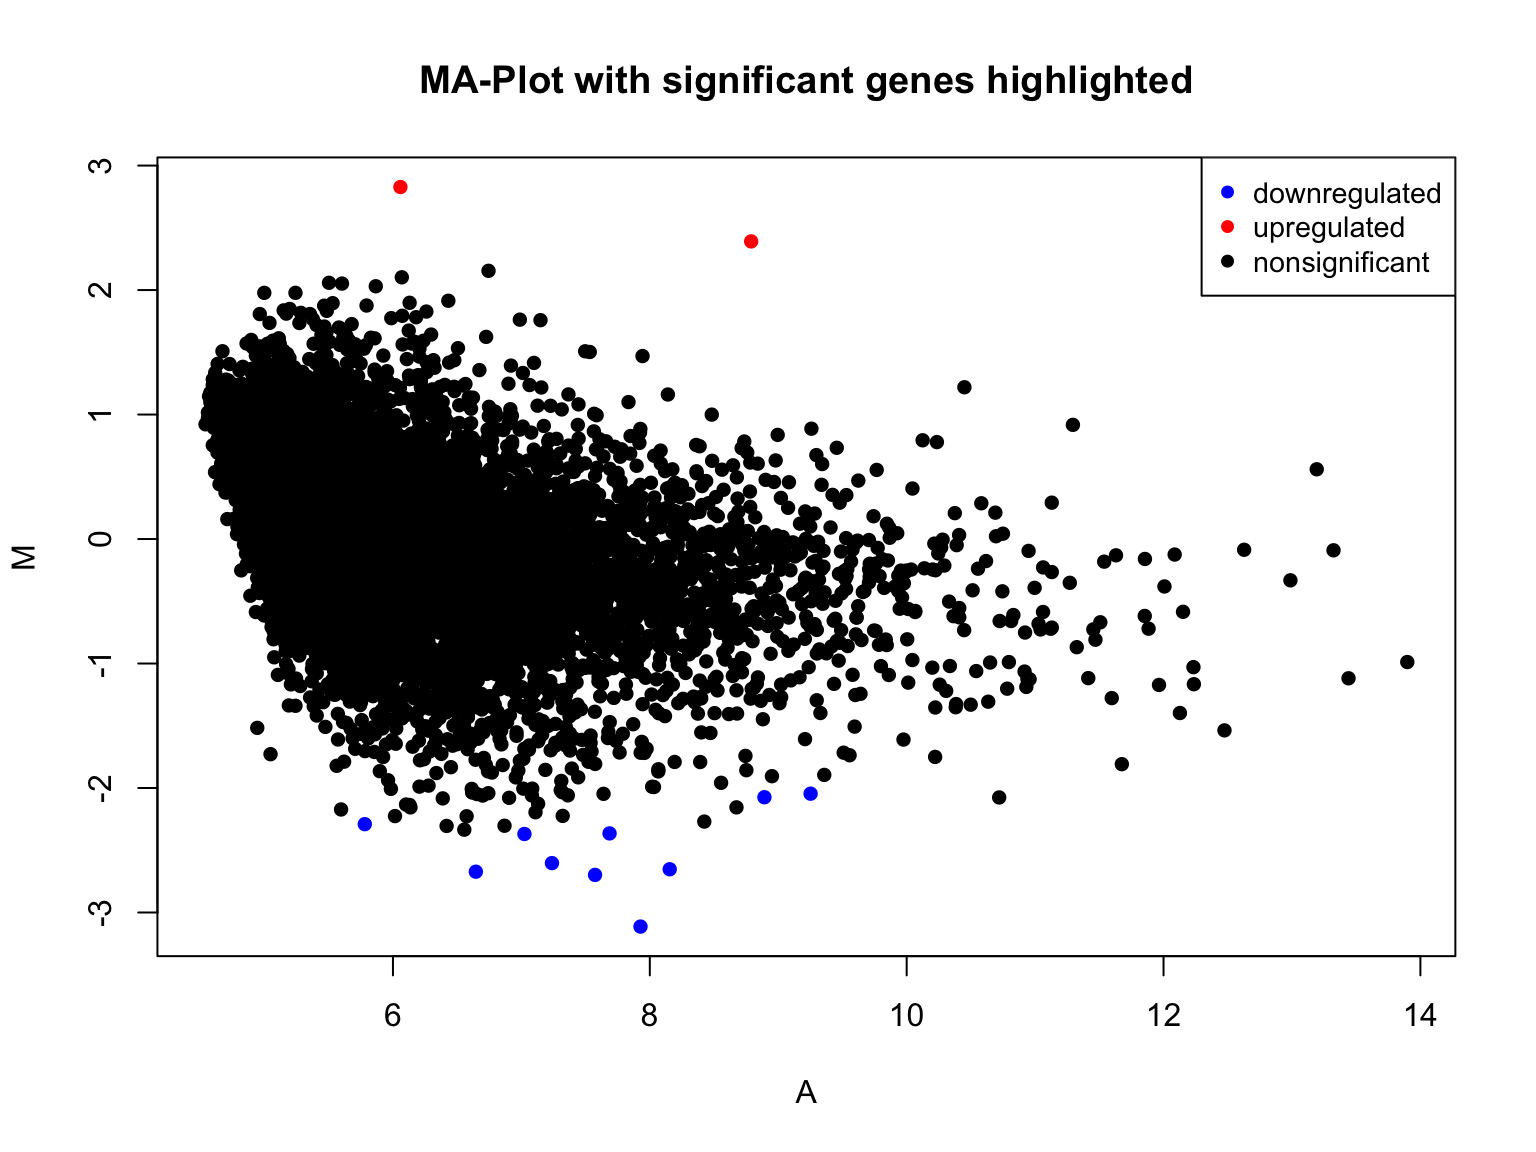 MA-Plot with significant genes highlighted
downregulated
upregulated
nonsignificant
3
2
1
0
-1
-2
-3
M
6 8 10 12 14
A